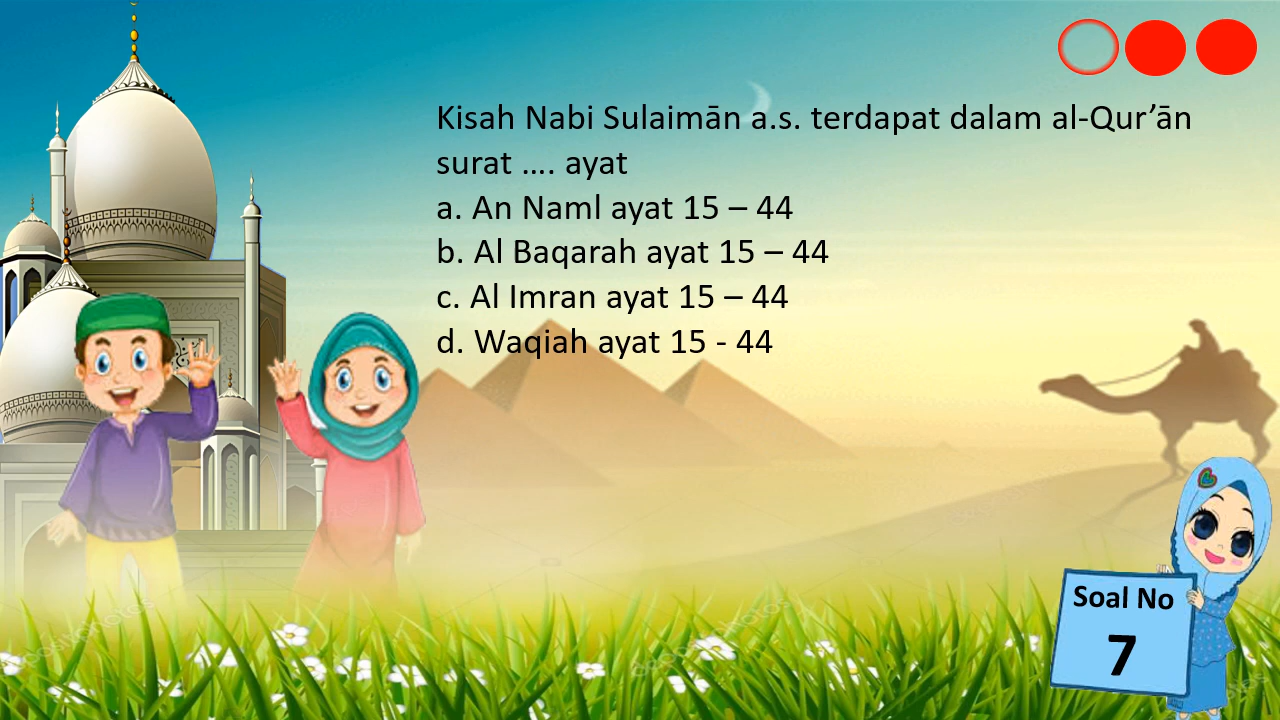 Kisah Nabi Sulaimān a.s. terdapat dalam al-Qur’ān
surat .... ayat
a. An Naml ayat 15 – 44
b. Al Baqarah ayat 15 – 44
c. Al Imran ayat 15 – 44
d. Waqiah ayat 15 - 44
Soal No
7